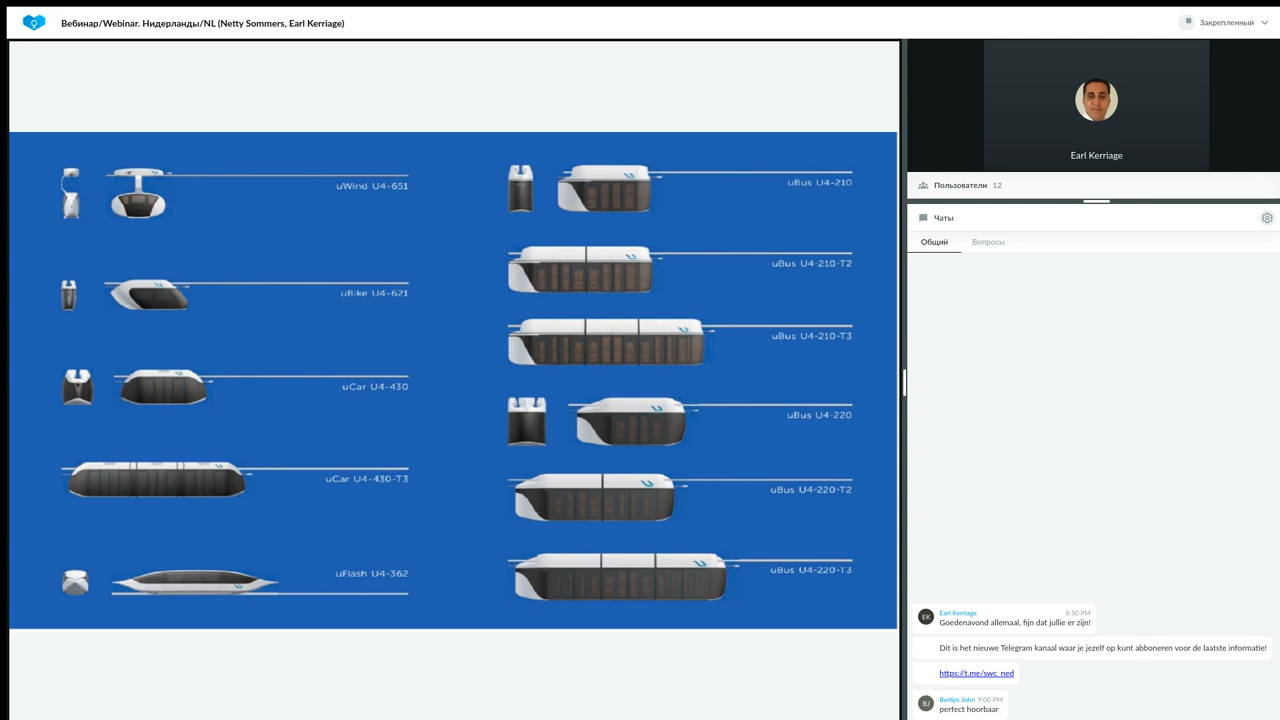 Вебинар/Webinar. Нидерланды/NL (Netty Sommers, Earl Kerriage)
Закрепленный
uWind U4-651
uBike U4-621
uCar U4-430
uCar U4-430-T3
uFlash U4-362
uBus U4-210
uBus U4-210-T2
uBus U4-210-T3
uBus U4-220
uBus U4-220-T2
uBus U4-220-T3
Earl Kerriage
Пользователи 12
Чаты
Общий Вопросы
EK
Earl Kerriage 8:50 PM
Goedenavond allemaal, fijn dat jullie er zijn!
Dit is het nieuwe Telegram kanaal waar je jezelf op kunt abboneren voor de laatste informatie!
https://t.me/swc_ned
BJ
Berlips John 9:00 PM
perfect hoorbaar